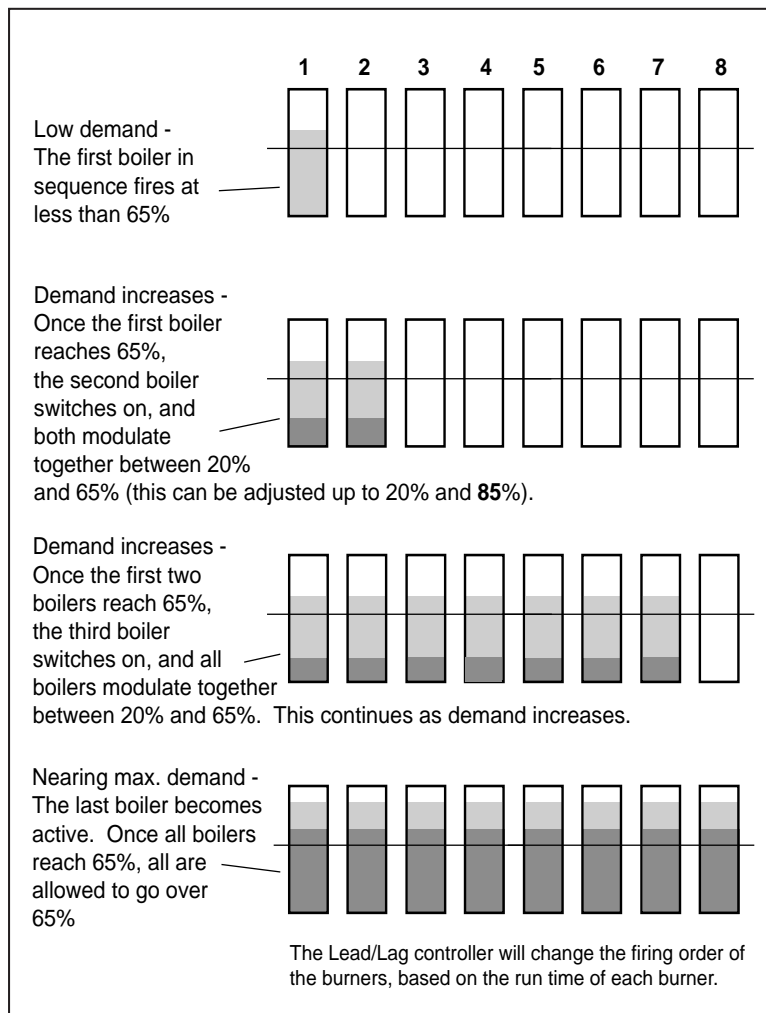 1 2 3 4 5 6 7 8
Low demand -
The first boiler in
sequence fires at
less than 65%
Demand increases -
Once the first boiler
reaches 65%,
the second boiler
switches on, and
both modulate
together between 20%
and 65% (this can be adjusted up to 20% and 85%).
Demand increases -
Once the first two
boilers reach 65%,
the third boiler
switches on, and all
boilers modulate together
between 20% and 65%.  This continues as demand increases.
Nearing max. demand -
The last boiler becomes
active.  Once all boilers
reach 65%, all are
allowed to go over
65%
The Lead/Lag controller will change the firing order of
the burners, based on the run time of each burner.